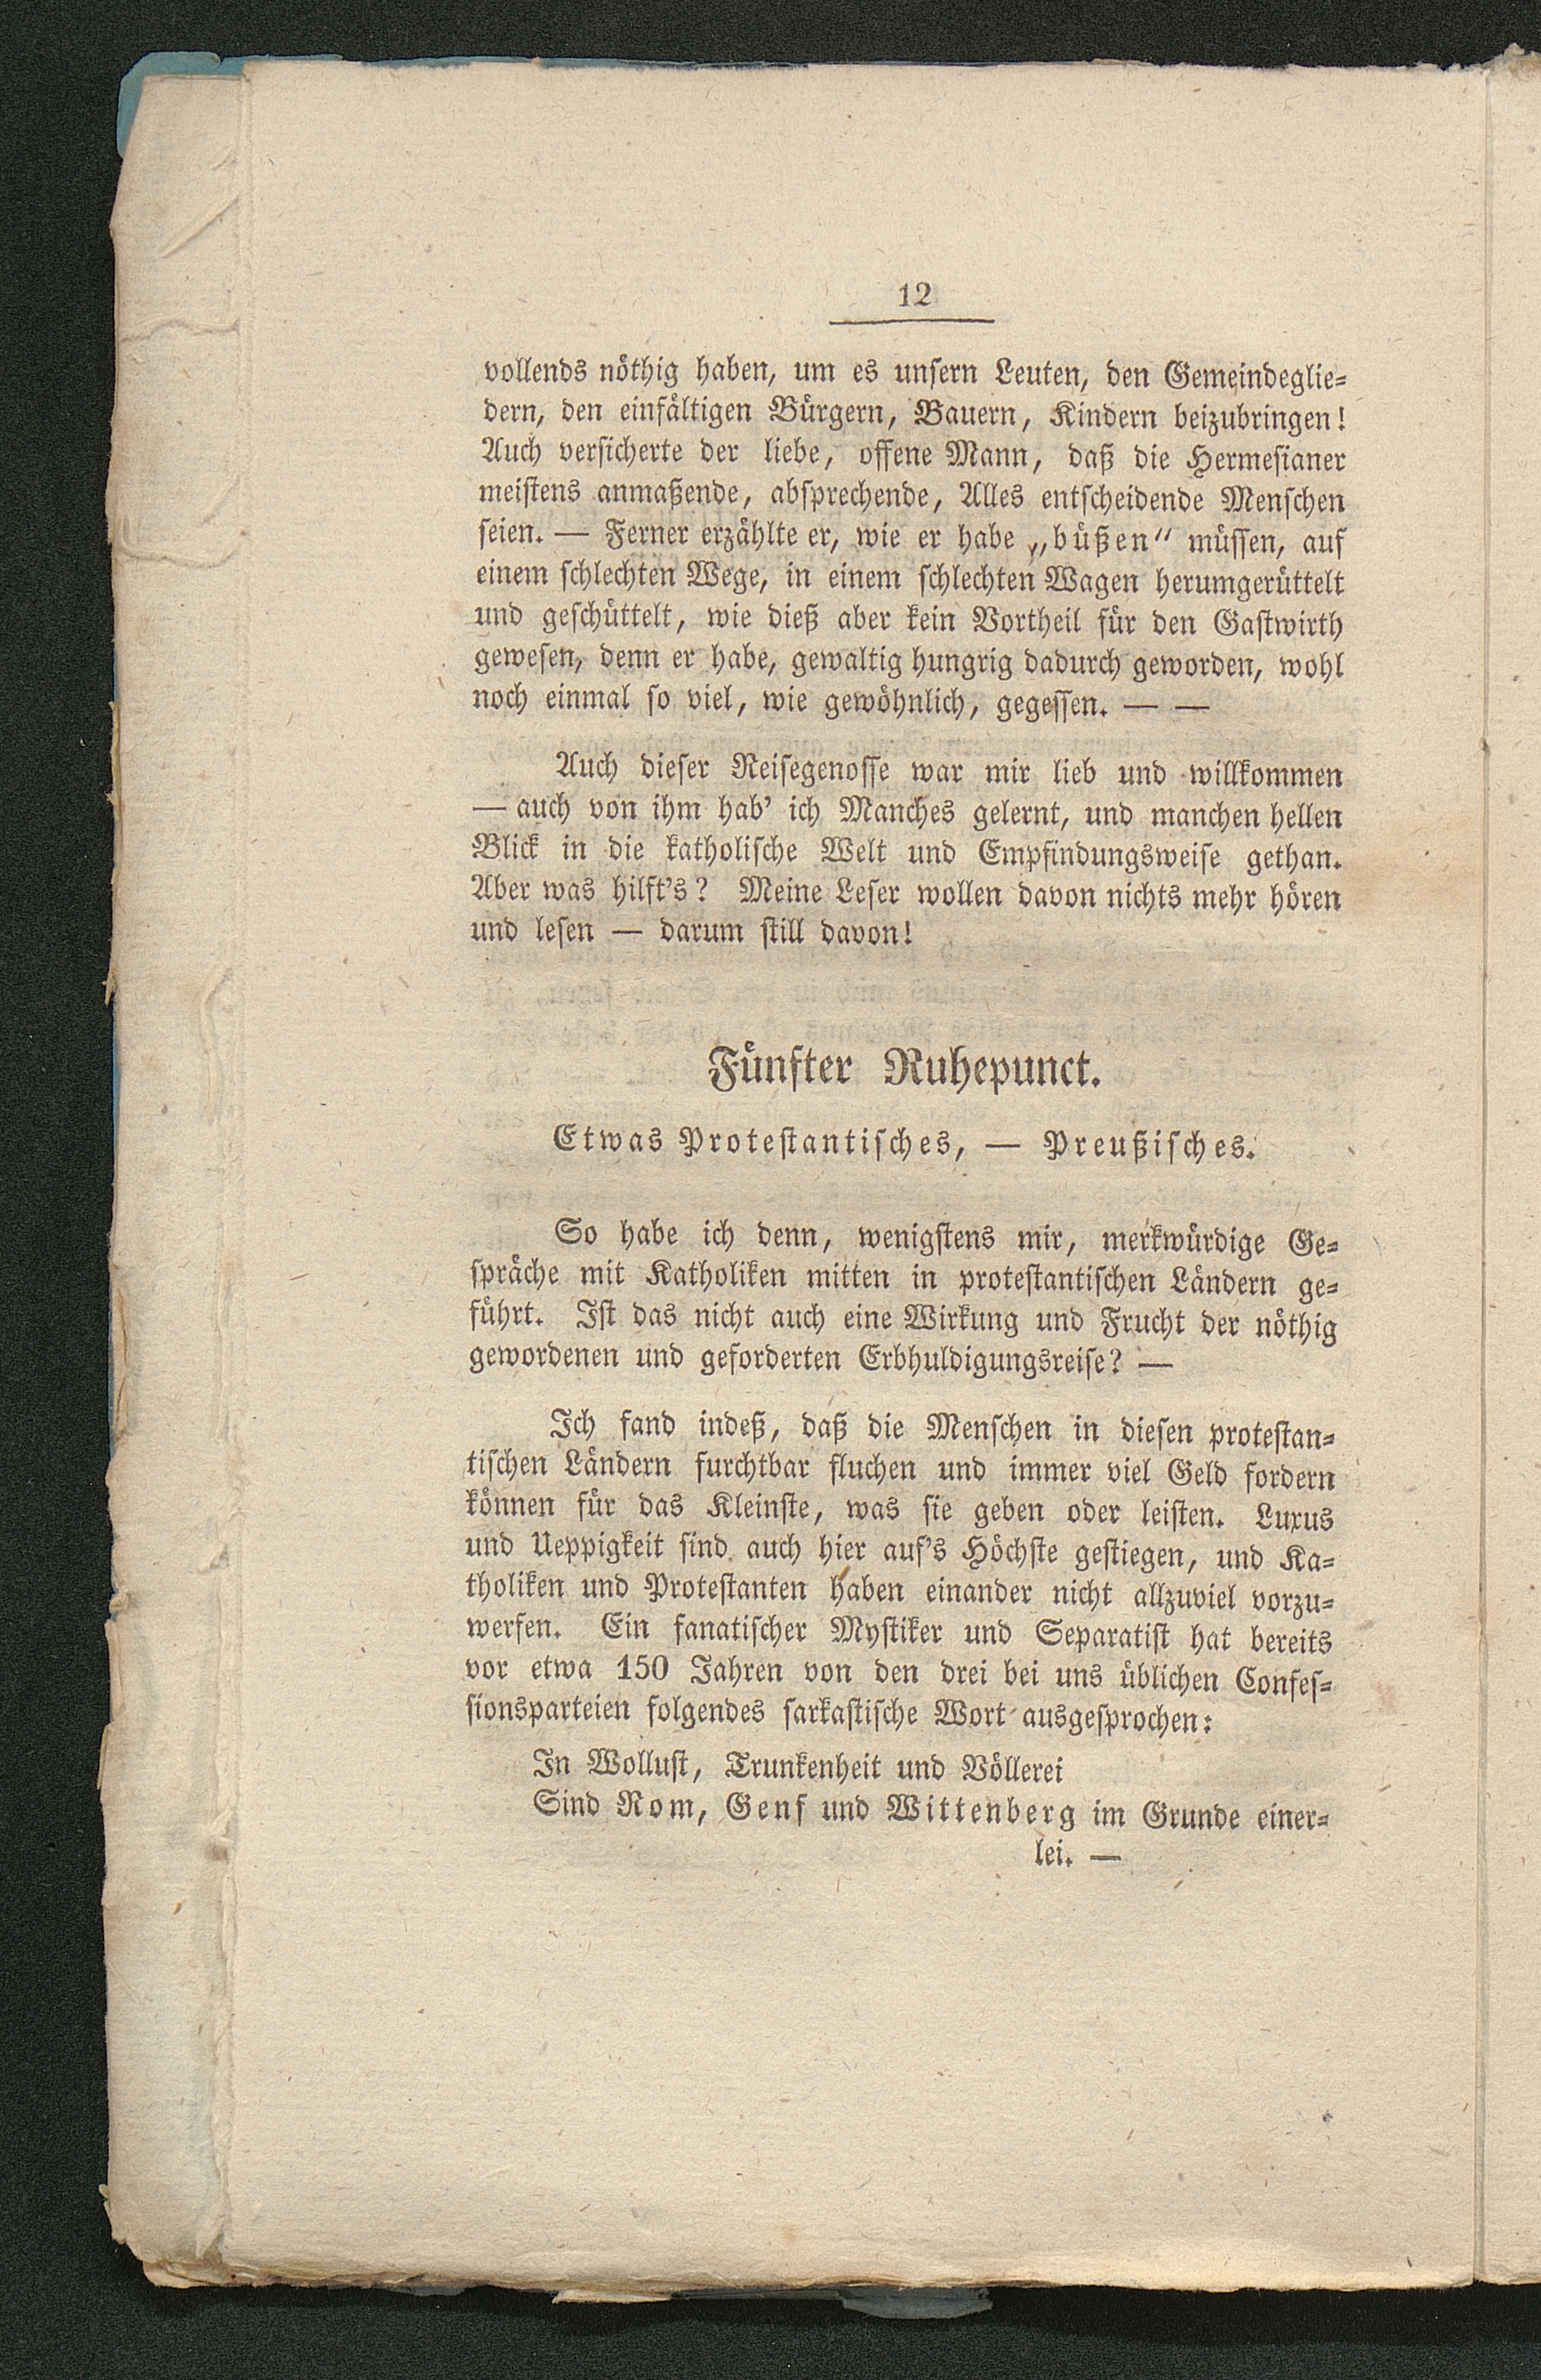 12
vollends nöthig haben, um es unsern Leuten, den Gemeindeglie=
dern, den einfältigen Bürgern, Bauern, Kindern beizubringen!
Auch versicherte der liebe, offene Mann, daß die Hermesianer
meistens anmaßende, absprechende, Alles entscheidende Menschen
seien. — Ferner erzählte er, wie er habe „büßen“ müssen, auf
einem schlechten Wege, in einem schlechten Wagen herumgerüttelt
und geschüttelt, wie dieß aber kein Vortheil für den Gastwirth
gewesen, denn er habe, gewaltig hungrig dadurch geworden, wohl
noch einmal so viel, wie gewöhnlich, gegessen. — —
Auch dieser Reisegenosse war mir lieb und willkommen
— auch von ihm hab’ ich Manches gelernt, und manchen hellen
Blick in die katholische Welt und Empfindungsweise gethan.
Aber was hilft’s? Meine Leser wollen davon nichts mehr hören
und lesen — darum still davon!
Fünfter Ruhepunct.
Etwas Protestantisches, — Preußisches.
So habe ich denn, wenigstens mir, merkwürdige Ge=
spräche mit Katholiken mitten in protestantischen Ländern ge=
führt. Ist das nicht auch eine Wirkung und Frucht der nöthig
gewordenen und geforderten Erbhuldigungsreise? —
Ich fand indeß, daß die Menschen in diesen protestan=
tischen Ländern furchtbar fluchen und immer viel Geld fordern
können für das Kleinste, was sie geben oder leisten. Luxus
und Ueppigkeit sind auch hier auf’s Höchste gestiegen, und Ka=
tholiken und Protestanten haben einander nicht allzuviel vorzu=
werfen. Ein fanatischer Mystiker und Separatist hat bereits
vor etwa 150 Jahren von den drei bei uns üblichen Confes=
sionsparteien folgendes sarkastische Wort ausgesprochen:
In Wollust, Trunkenheit und Völlerei
Sind Rom, Genf und Wittenberg im Grunde einer=
lei. —